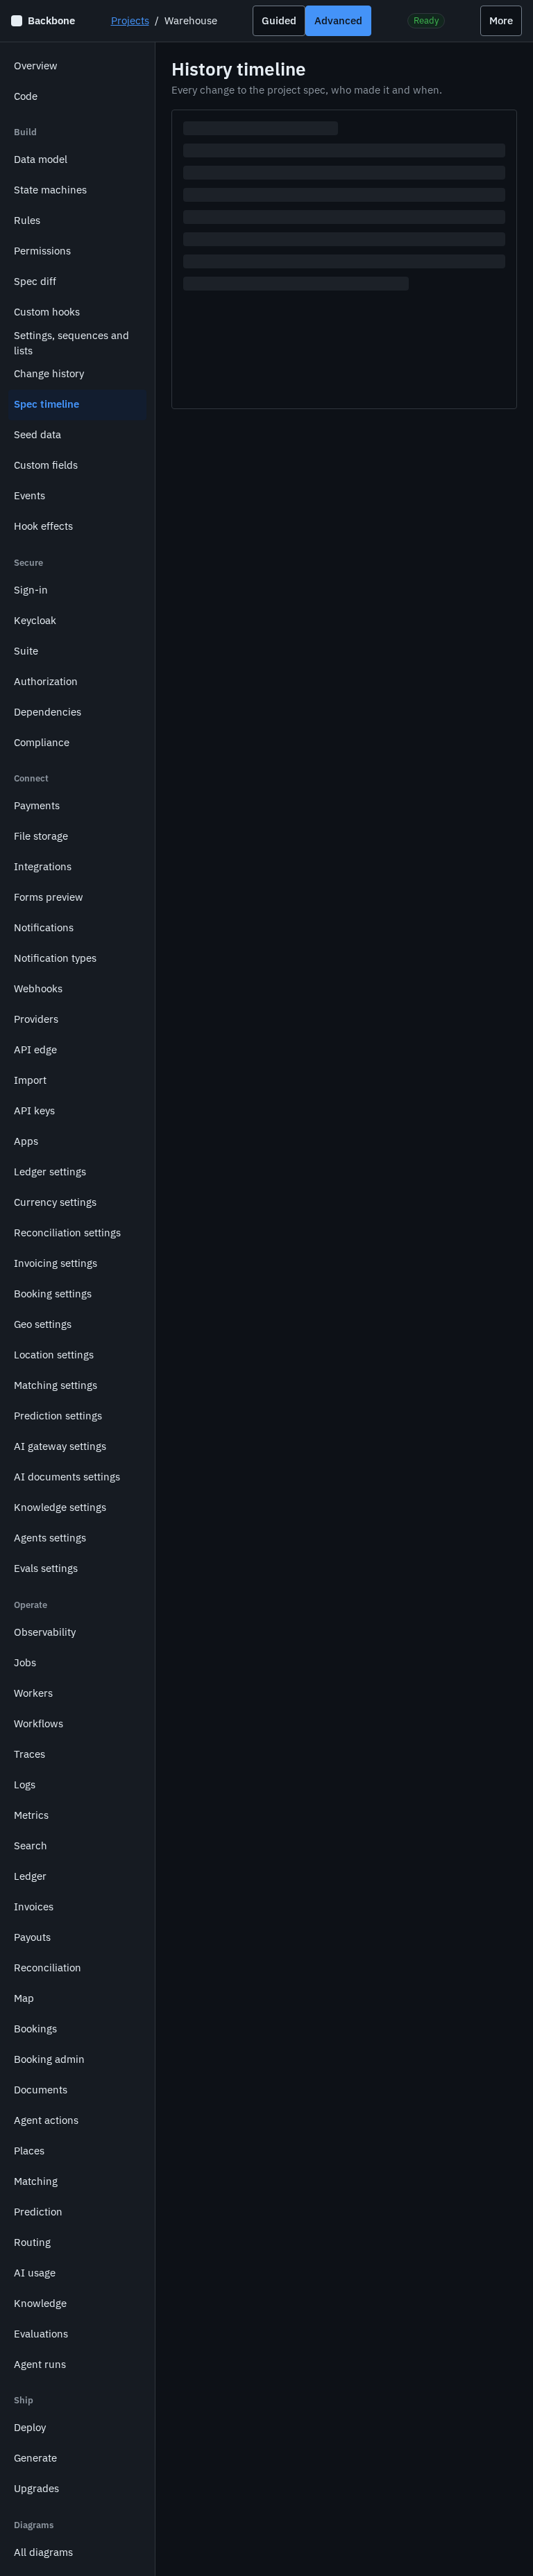 Backbone
Projects / Warehouse
Guided
Advanced
Ready
More
Overview
Code
Build
Data model
State machines
Rules
Permissions
Spec diff
Custom hooks
Settings, sequences and
lists
Change history
Spec timeline
Seed data
Custom fields
Events
Hook effects
Secure
Sign-in
Keycloak
Suite
Authorization
Dependencies
Compliance
Connect
Payments
File storage
Integrations
Forms preview
Notifications
Notification types
Webhooks
Providers
API edge
Import
API keys
Apps
Ledger settings
Currency settings
Reconciliation settings
Invoicing settings
Booking settings
Geo settings
Location settings
Matching settings
Prediction settings
AI gateway settings
AI documents settings
Knowledge settings
Agents settings
Evals settings
Operate
Observability
Jobs
Workers
Workflows
Traces
Logs
Metrics
Search
Ledger
Invoices
Payouts
Reconciliation
Map
Bookings
Booking admin
Documents
Agent actions
Places
Matching
Prediction
Routing
AI usage
Knowledge
Evaluations
Agent runs
Ship
Deploy
Generate
Upgrades
Diagrams
All diagrams
History timeline
Every change to the project spec, who made it and when.